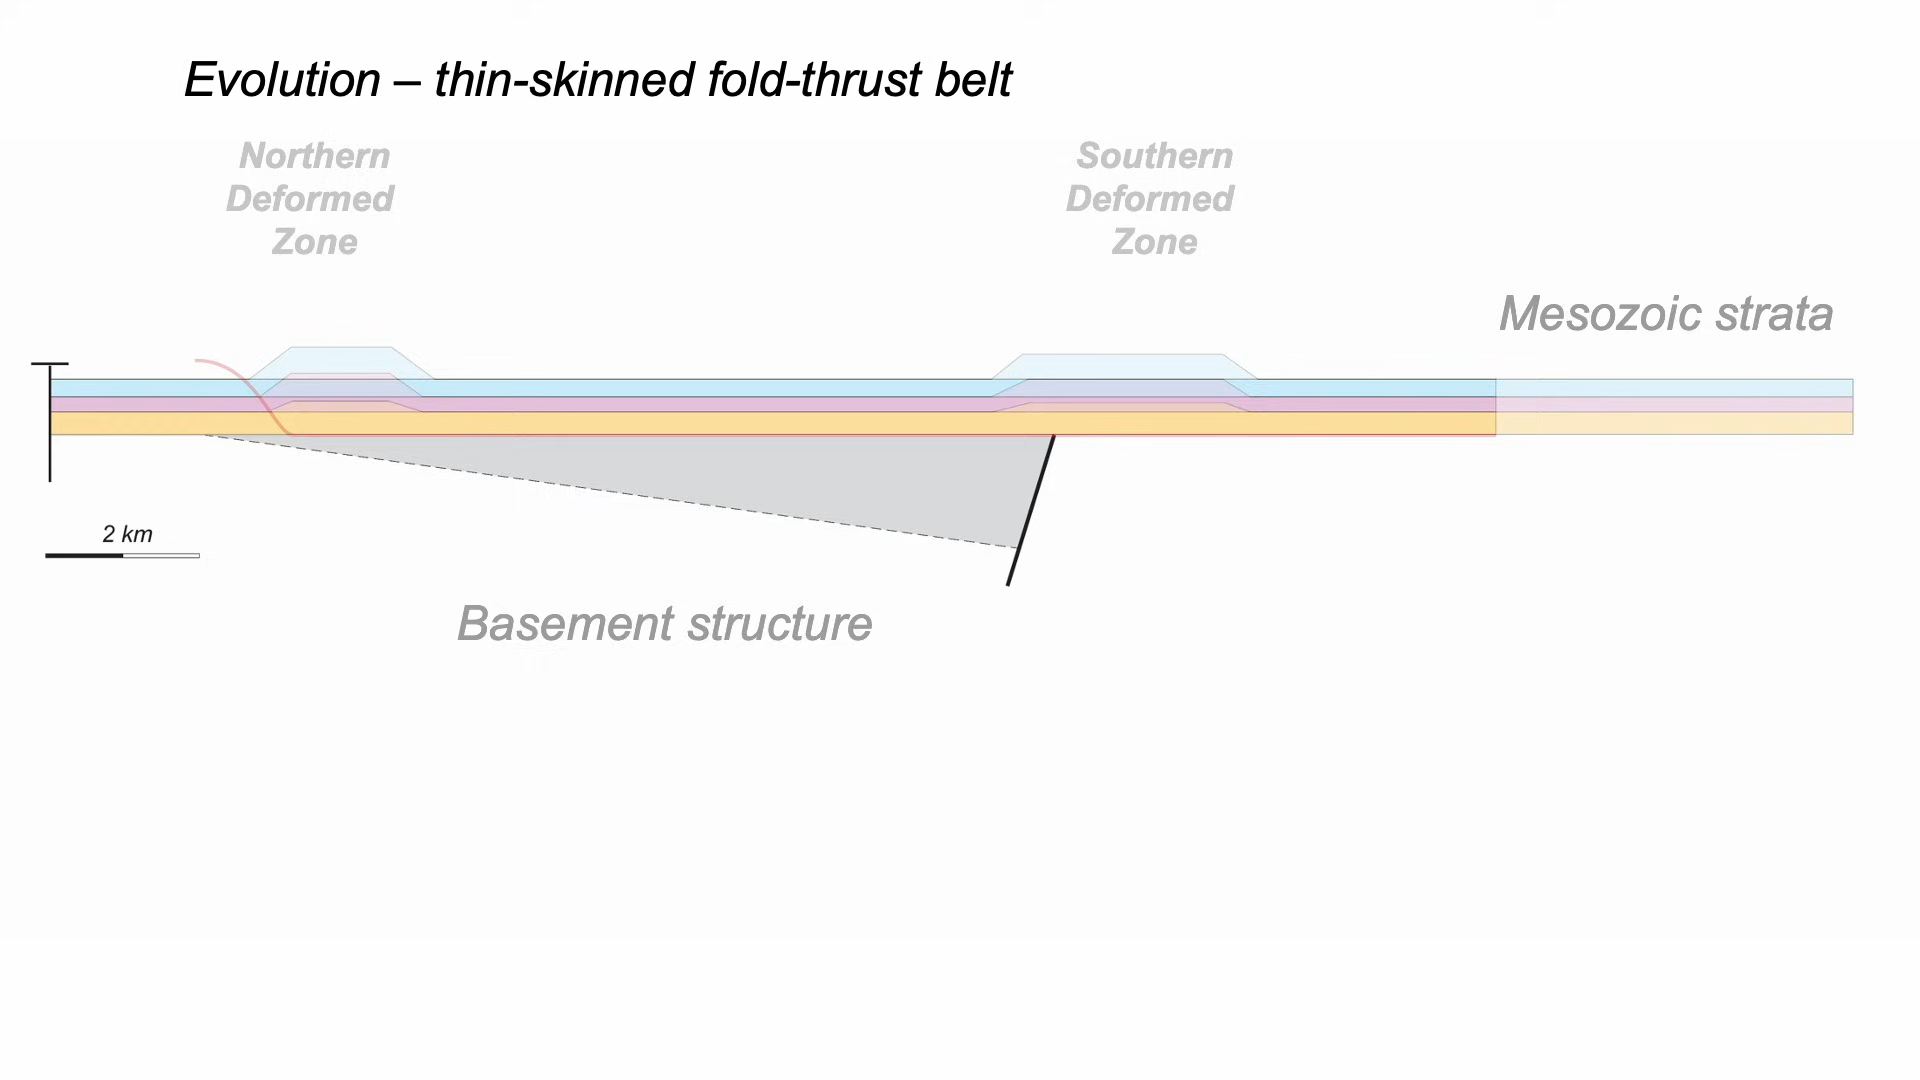 Evolution – thin-skinned fold-thrust belt
Northern
Deformed
Zone
Southern
Deformed
Zone
Mesozoic strata
2 km
Basement structure